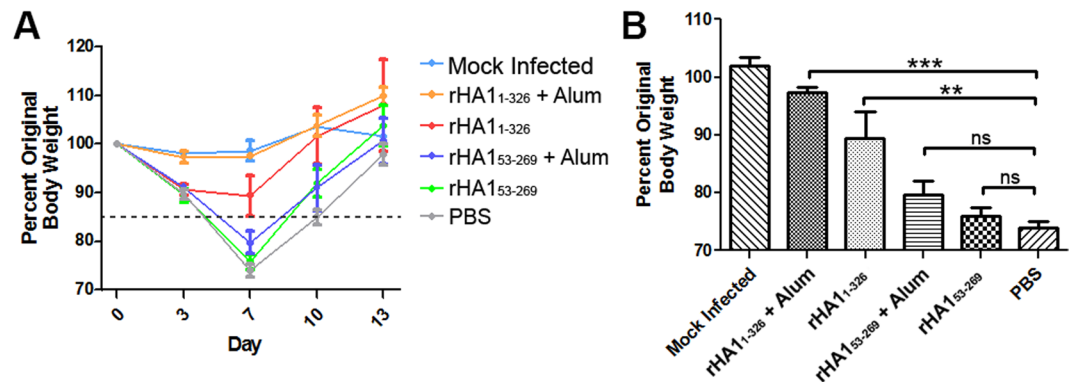 A
Percent Original
Body Weight
120
110
100
90
80
70
0
3
7
10
13
Day
Mock Infected
rHA1₁₋₃₂₆ + Alum
rHA1₁₋₃₂₆
rHA1₅₃₋₂₆₉ + Alum
rHA1₅₃₋₂₆₉
PBS
B
Percent Original
Body Weight
110
100
90
80
70
***
**
ns
ns
Mock Infected
rHA1₁₋₃₂₆ + Alum
rHA1₁₋₃₂₆
rHA1₅₃₋₂₆₉ + Alum
rHA1₅₃₋₂₆₉
PBS